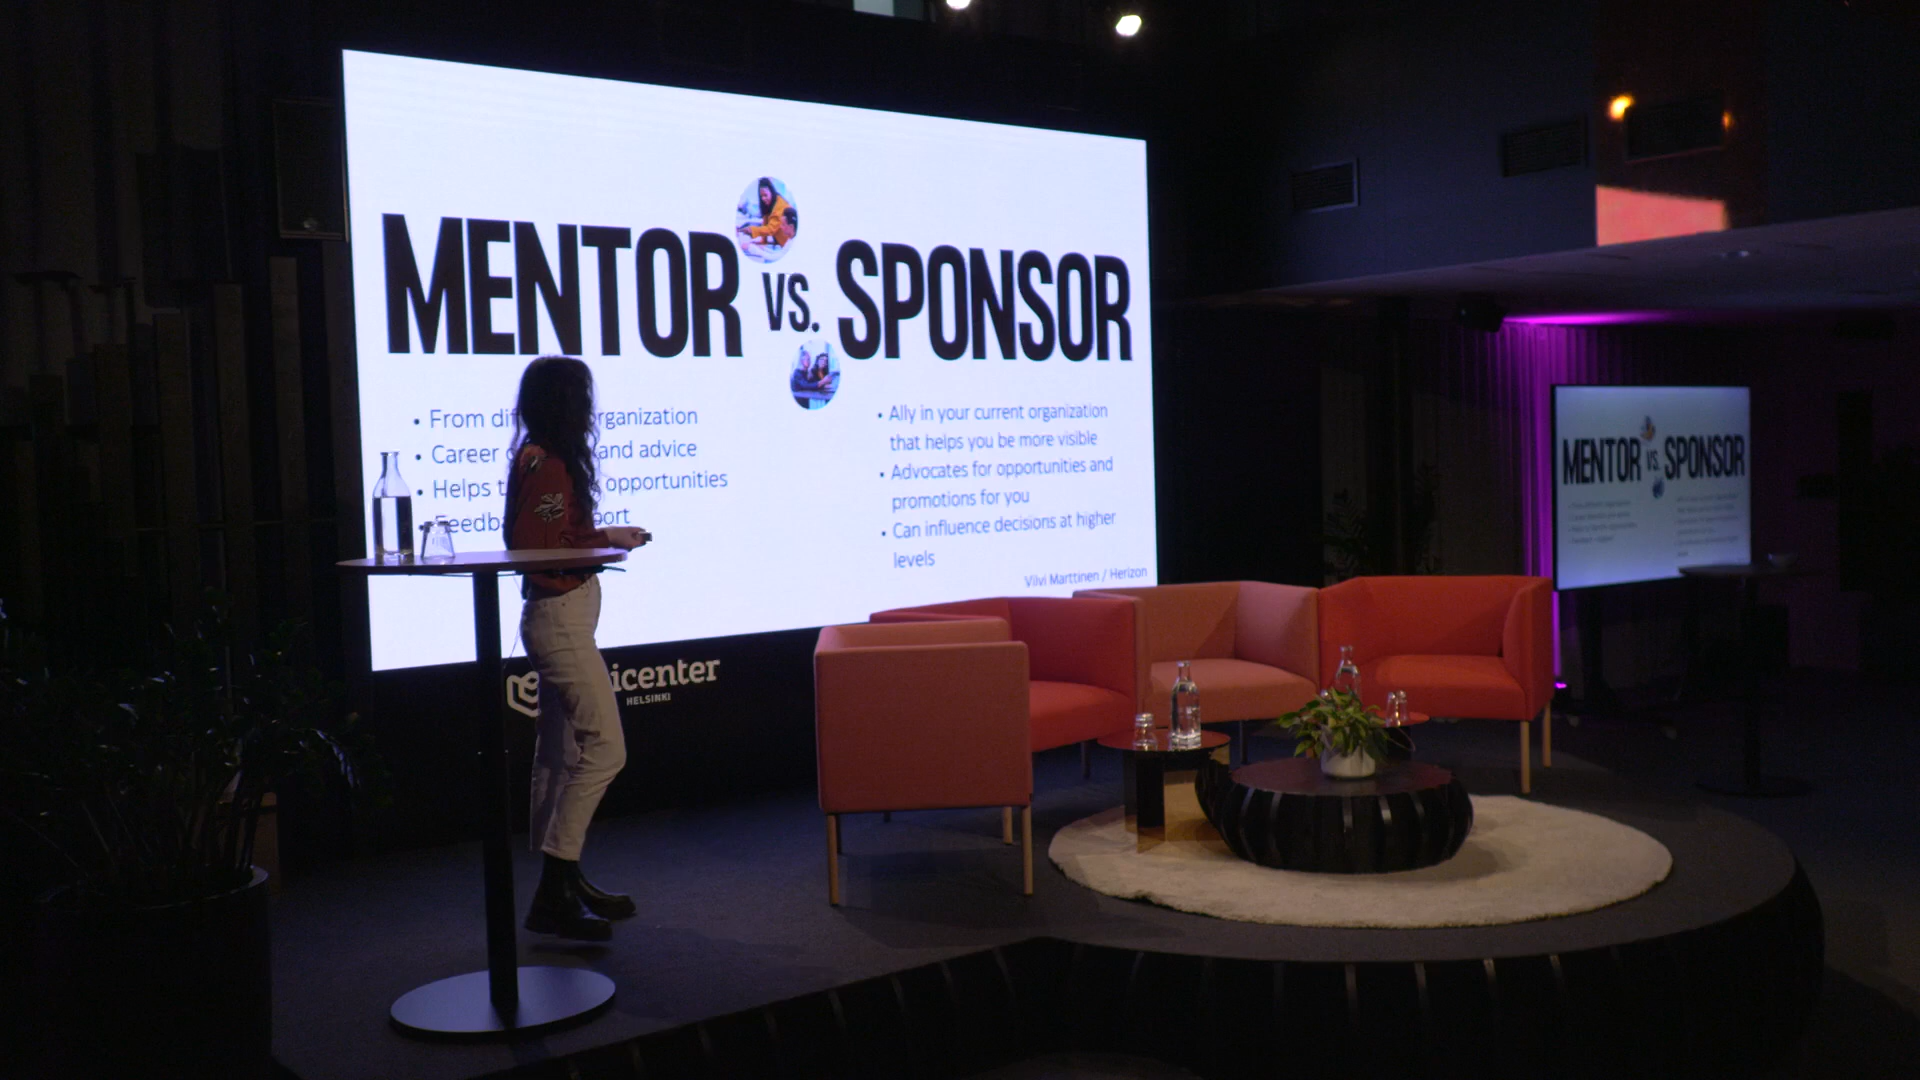 MENTOR vs. SPONSOR
• From organization
• Career and advice
• Helps opportunities

• Ally in your current organization
that helps you be more visible
• Advocates for opportunities and
promotions for you
• Can influence decisions at higher
levels
Vilvi Marttinen / Herizon
HELSINKI
MENTOR vs. SPONSOR